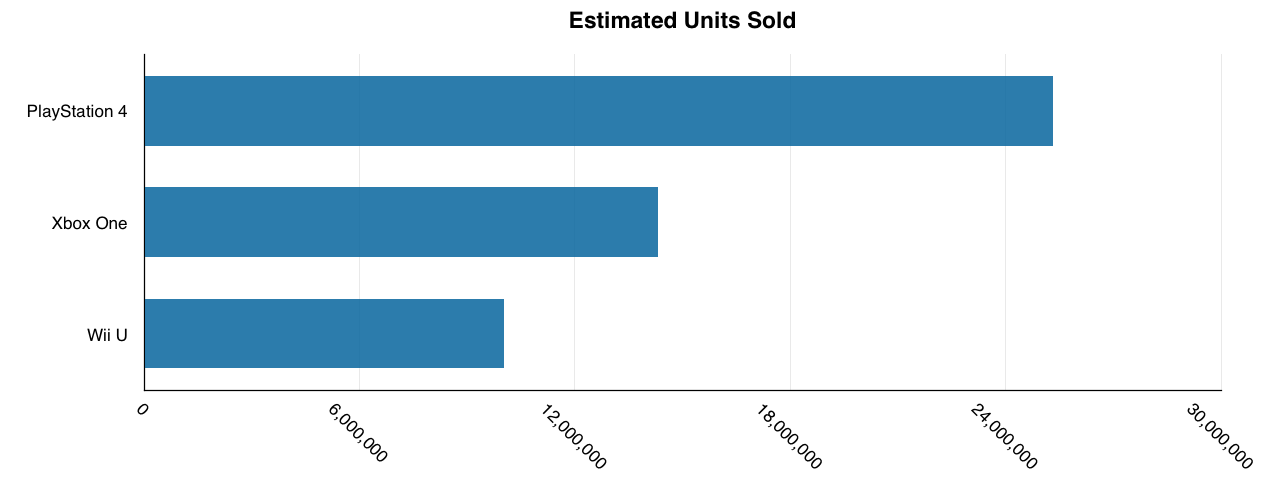 Estimated Units Sold
PlayStation 4
Xbox One
Wii U
0
6,000,000
12,000,000
18,000,000
24,000,000
30,000,000